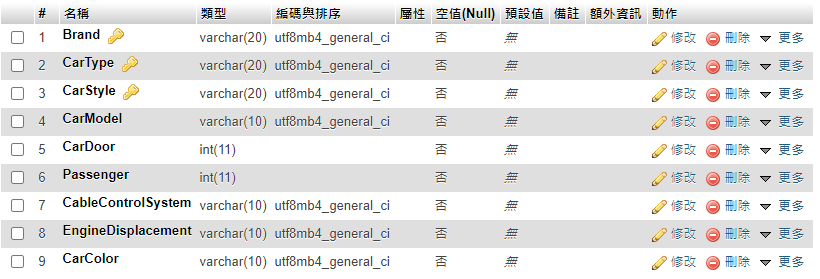 # 名稱 類型 編碼與排序 屬性 空值(Null) 預設值 備註 額外資訊 動作
1 Brand varchar(20) utf8mb4_general_ci 否 無 修改 刪除 更多
2 CarType varchar(20) utf8mb4_general_ci 否 無 修改 刪除 更多
3 CarStyle varchar(20) utf8mb4_general_ci 否 無 修改 刪除 更多
4 CarModel varchar(10) utf8mb4_general_ci 否 無 修改 刪除 更多
5 CarDoor int(11) 否 無 修改 刪除 更多
6 Passenger int(11) 否 無 修改 刪除 更多
7 CableControlSystem varchar(10) utf8mb4_general_ci 否 無 修改 刪除 更多
8 EngineDisplacement varchar(10) utf8mb4_general_ci 否 無 修改 刪除 更多
9 CarColor varchar(10) utf8mb4_general_ci 否 無 修改 刪除 更多